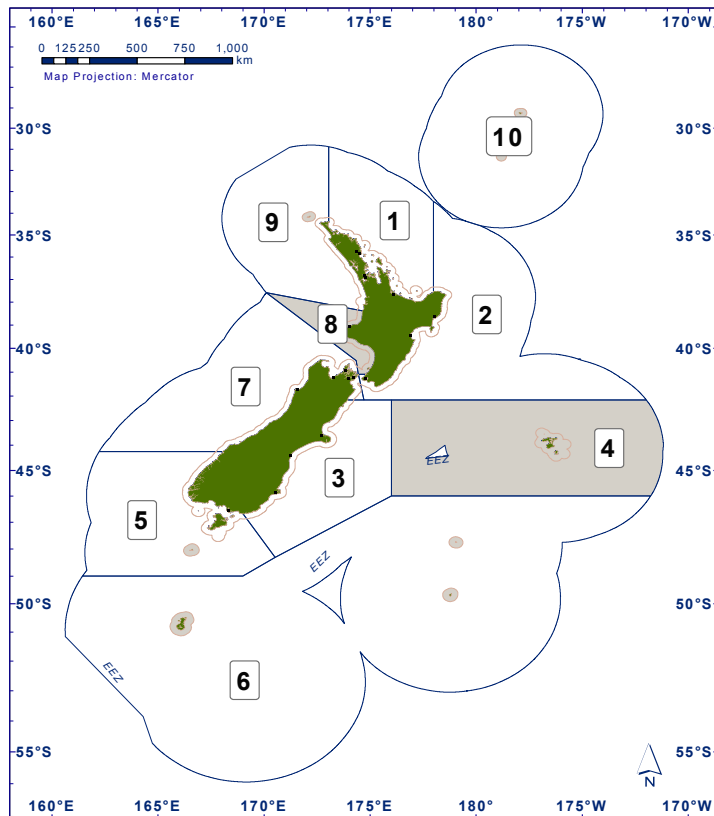 160°E 165°E 170°E 175°E 180° 175°W 170°W
0 125 250 500 750 1,000
km
Map Projection: Mercator
30°S 10 30°S
9 1
35°S 35°S
8 2
40°S 40°S
7
4
EEZ
45°S 3 45°S
5
EEZ
50°S 50°S
EEZ 6
55°S 55°S
N
160°E 165°E 170°E 175°E 180° 175°W 170°W